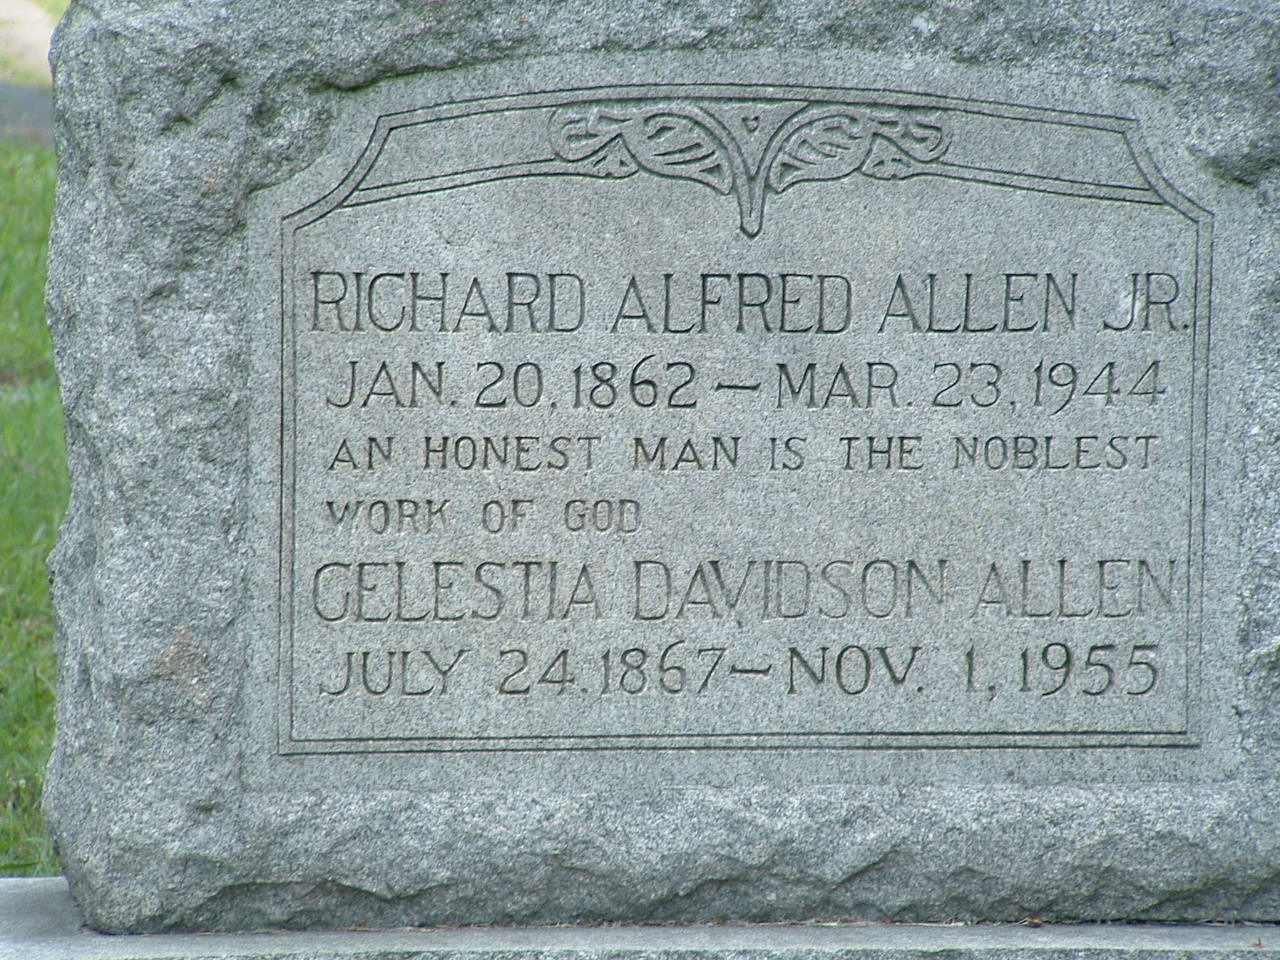 RICHARD ALFRED ALLEN JR.
JAN. 20, 1862 — MAR. 23, 1944
AN HONEST MAN IS THE NOBLEST
WORK OF GOD
CELESTIA DAVIDSON ALLEN
JULY 24, 1867 — NOV. 1, 1955